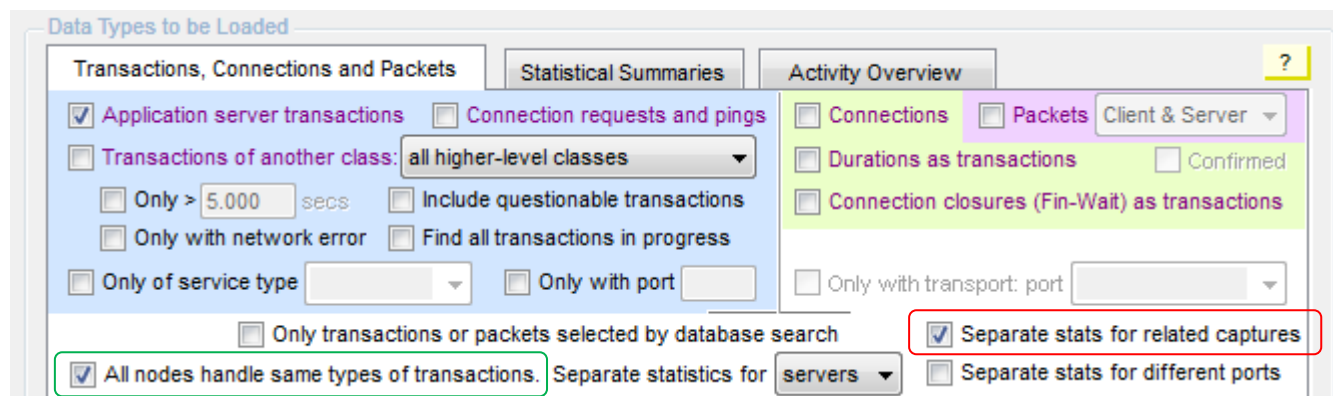 Data Types to be Loaded
Transactions, Connections and Packets Statistical Summaries Activity Overview ?
Application server transactions Connection requests and pings Connections Packets Client & Server
Transactions of another class: all higher-level classes Durations as transactions Confirmed
Only > 5.000 secs Include questionable transactions Connection closures (Fin-Wait) as transactions
Only with network error Find all transactions in progress
Only of service type Only with port Only with transport: port
Only transactions or packets selected by database search Separate stats for related captures
All nodes handle same types of transactions. Separate statistics for servers Separate stats for different ports